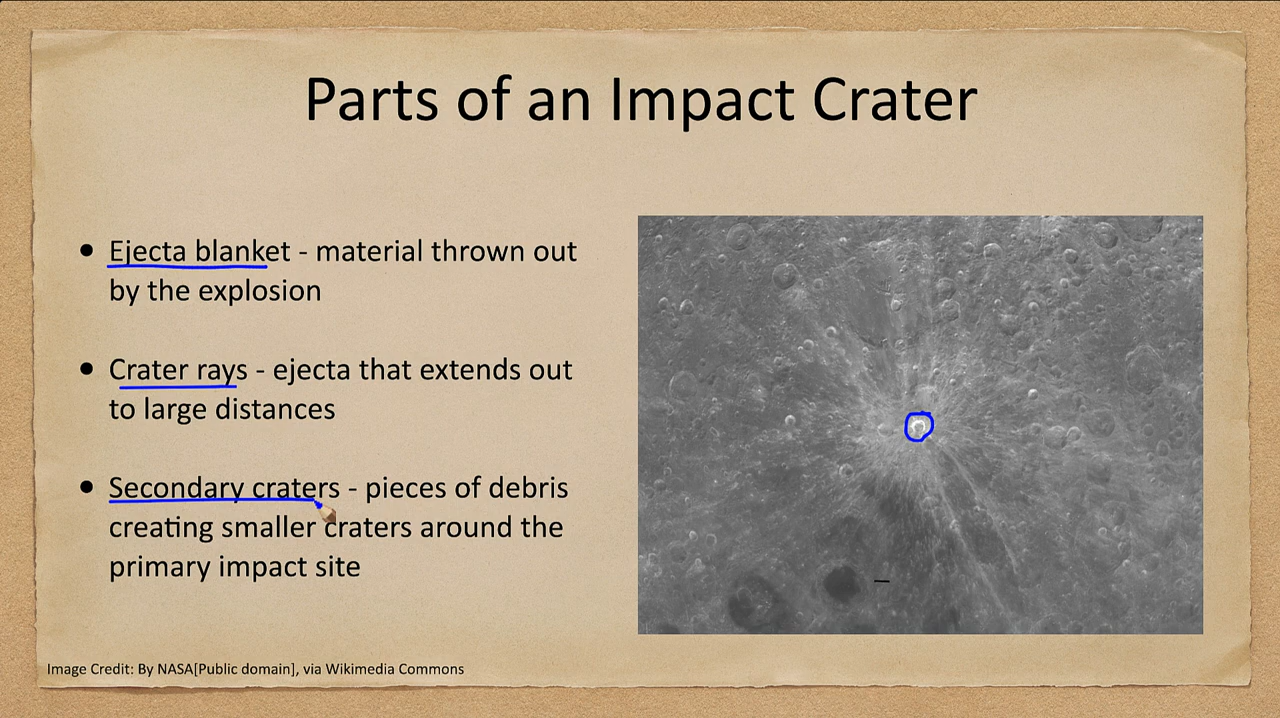 Parts of an Impact Crater
• Ejecta blanket - material thrown out
by the explosion
• Crater rays - ejecta that extends out
to large distances
• Secondary craters - pieces of debris
creating smaller craters around the
primary impact site
Image Credit: By NASA[Public domain], via Wikimedia Commons